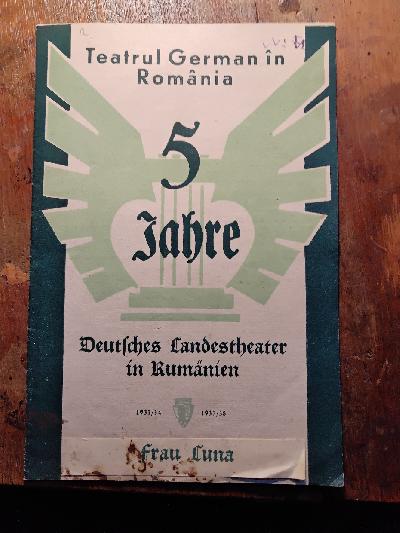 Teatrul German în
România
5
Jahre
Deutsches Landestheater
in Rumänien
1933/34 1937/38
Frau Luna